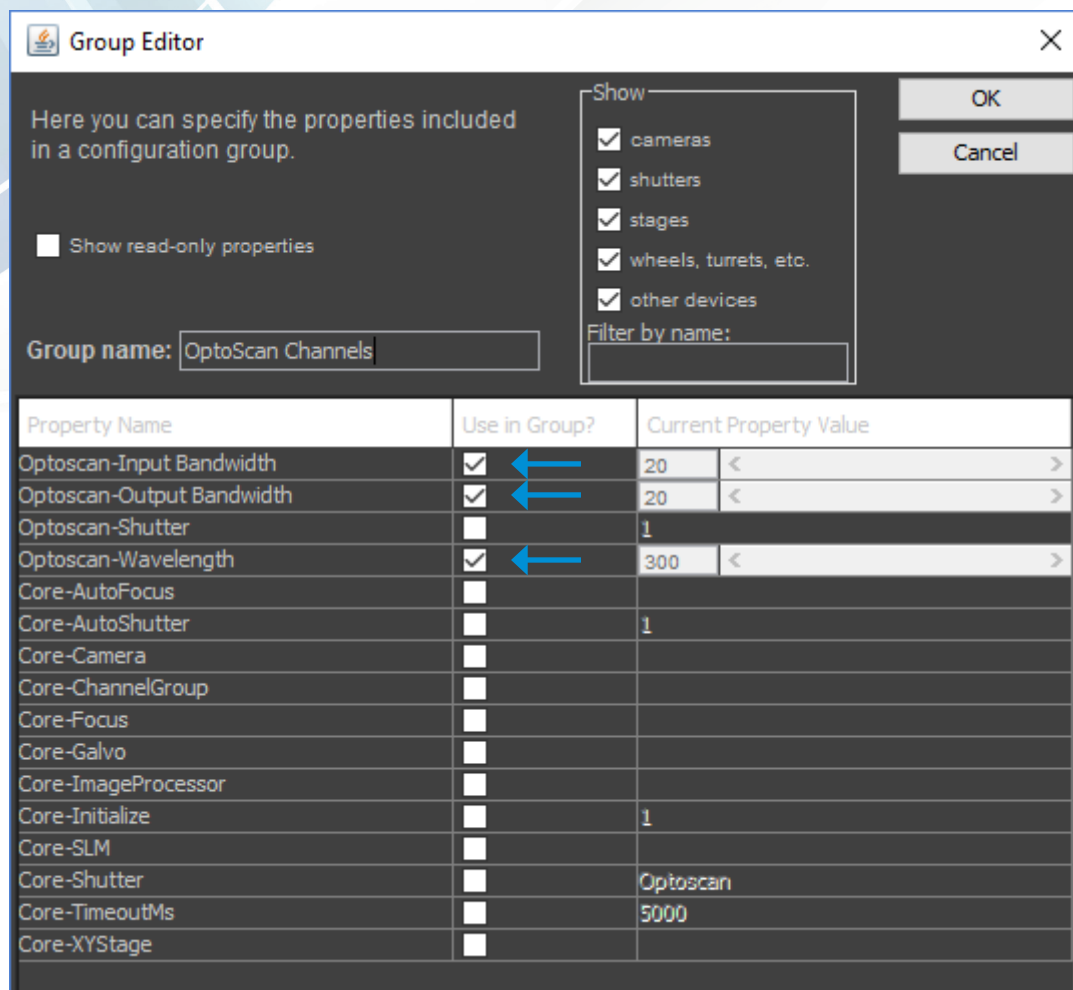 Group Editor
Here you can specify the properties included
in a configuration group.
Show read-only properties
Group name: OptoScan Channels
Show
cameras
shutters
stages
wheels, turrets, etc.
other devices
Filter by name:
OK
Cancel
Property Name Use in Group? Current Property Value
Optoscan-Input Bandwidth 20
Optoscan-Output Bandwidth 20
Optoscan-Shutter 1
Optoscan-Wavelength 300
Core-AutoFocus
Core-AutoShutter 1
Core-Camera
Core-ChannelGroup
Core-Focus
Core-Galvo
Core-ImageProcessor
Core-Initialize 1
Core-SLM
Core-Shutter Optoscan
Core-TimeoutMs 5000
Core-XYStage